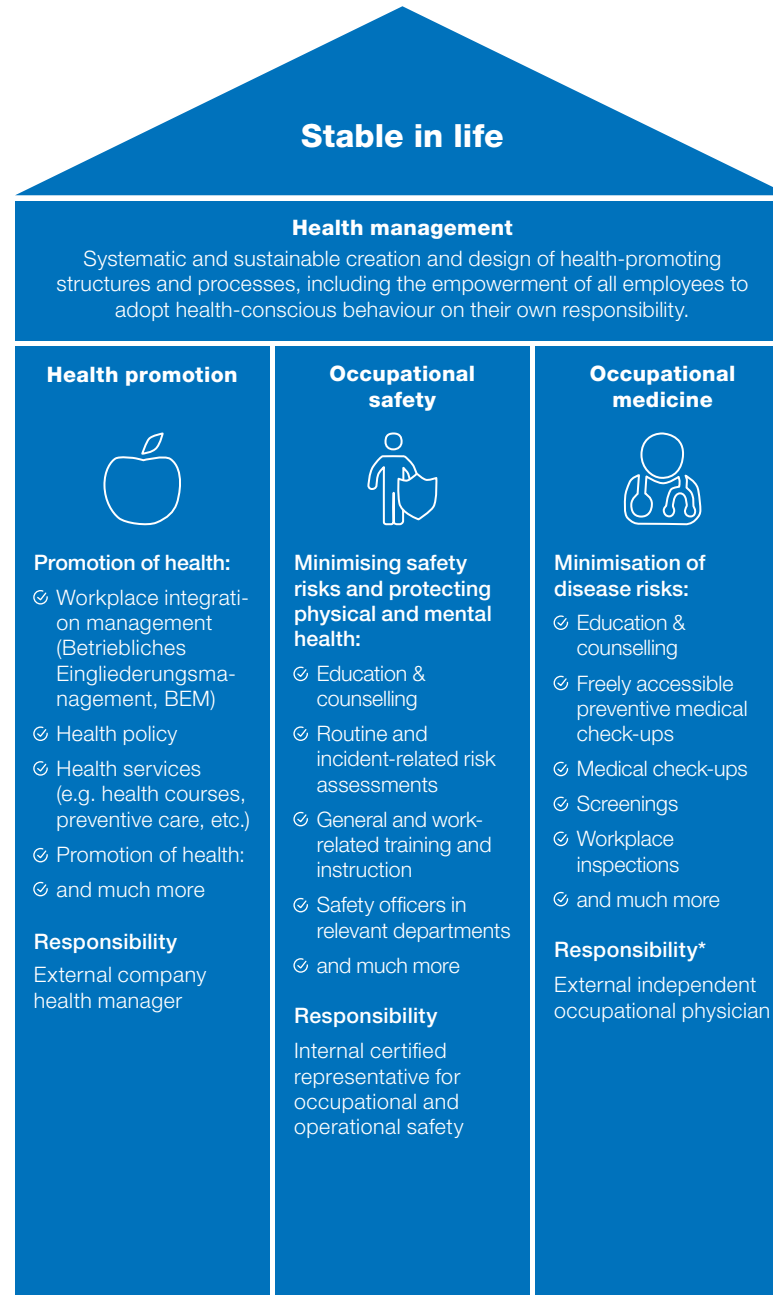 Stable in life
Health management
Systematic and sustainable creation and design of health-promoting
structures and processes, including the empowerment of all employees to
adopt health-conscious behaviour on their own responsibility.
Health promotion
Promotion of health:
Workplace integrati-
on management
(Betriebliches
Eingliederungsma-
nagement, BEM)
Health policy
Health services
(e.g. health courses,
preventive care, etc.)
Promotion of health:
and much more
Responsibility
External company
health manager
Occupational
safety
Minimising safety
risks and protecting
physical and mental
health:
Education &
counselling
Routine and
incident-related risk
assessments
General and work-
related training and
instruction
Safety officers in
relevant departments
and much more
Responsibility
Internal certified
representative for
occupational and
operational safety
Occupational
medicine
Minimisation of
disease risks:
Education &
counselling
Freely accessible
preventive medical
check-ups
Medical check-ups
Screenings
Workplace
inspections
and much more
Responsibility*
External independent
occupational physician